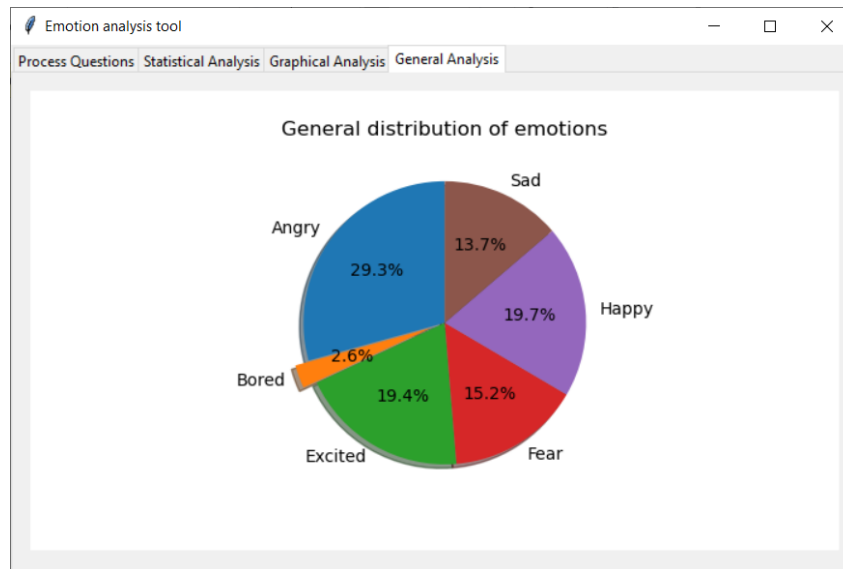 Emotion analysis tool
Process Questions Statistical Analysis Graphical Analysis General Analysis
General distribution of emotions
Sad
Angry
13.7%
29.3%
Happy
19.7%
2.6%
Bored
19.4%
15.2%
Excited
Fear